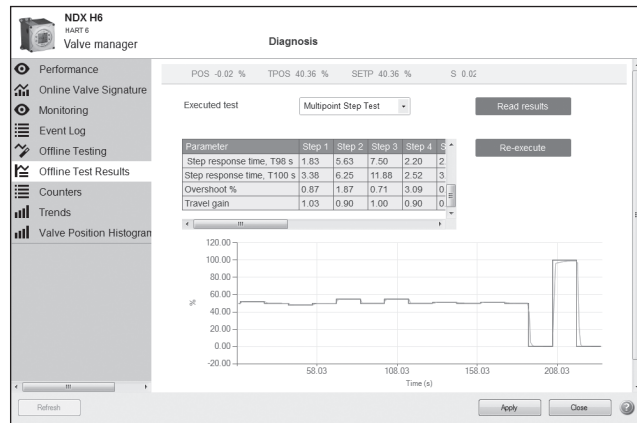 NDX H6
HART 6
Valve manager
Diagnosis
Performance
Online Valve Signature
Monitoring
Event Log
Offline Testing
Offline Test Results
Counters
Trends
Valve Position Histogran
POS -0.02 % TPOS 40.36 % SETP 40.36 % S 0.02
Executed test Multipoint Step Test Read results
Re-execute
Parameter Step 1 Step 2 Step 3 Step 4 S
Step response time, T98 s 1.83 5.63 7.50 2.20 2.
Step response time, T100 s 3.38 6.25 11.88 2.52 3.
Overshoot % 0.87 1.87 0.71 3.09 0
Travel gain 1.03 0.90 1.00 0.90 0
120.00
100.00
80.00
60.00
40.00
20.00
0.00
-20.00
%
58.03 108.03 158.03 208.03
Time (s)
Refresh Apply Close ?